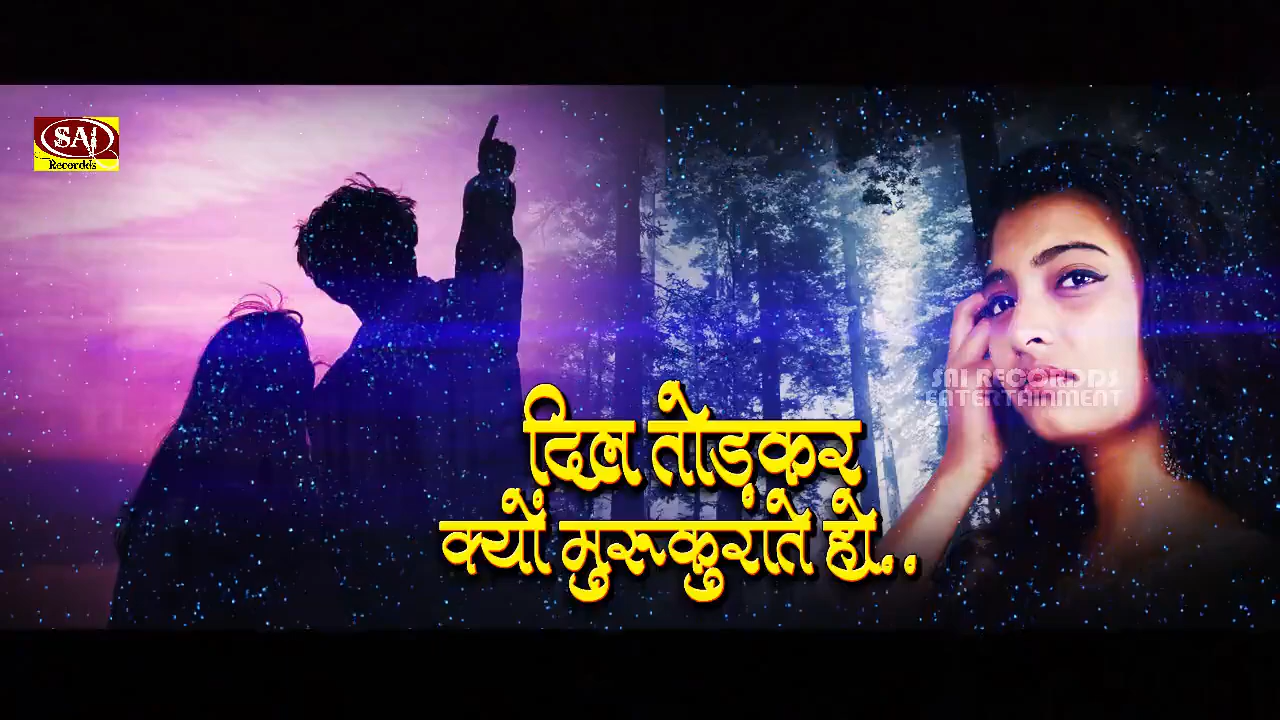 SAI
Recordds
दिल तोड़कर
क्यों मुस्कुराते हो..
SAI RECORDDS
ENTERTAINMENT